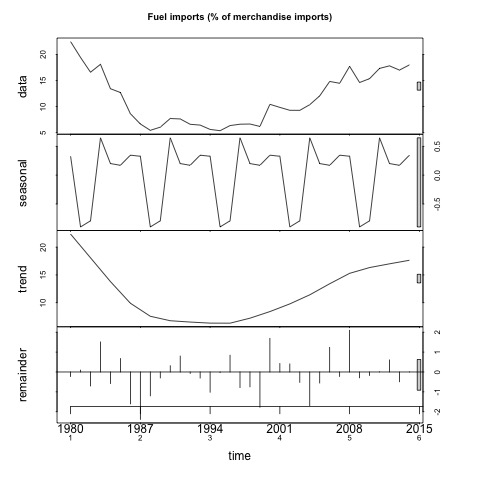 Fuel imports (% of merchandise imports)
data
5 10 15 20
seasonal
-0.5 0.0 0.5
trend
10 15 20
remainder
-2 -1 0 1 2
1980 1987 1994 2001 2008 2015
1 2 3 4 5 6
time